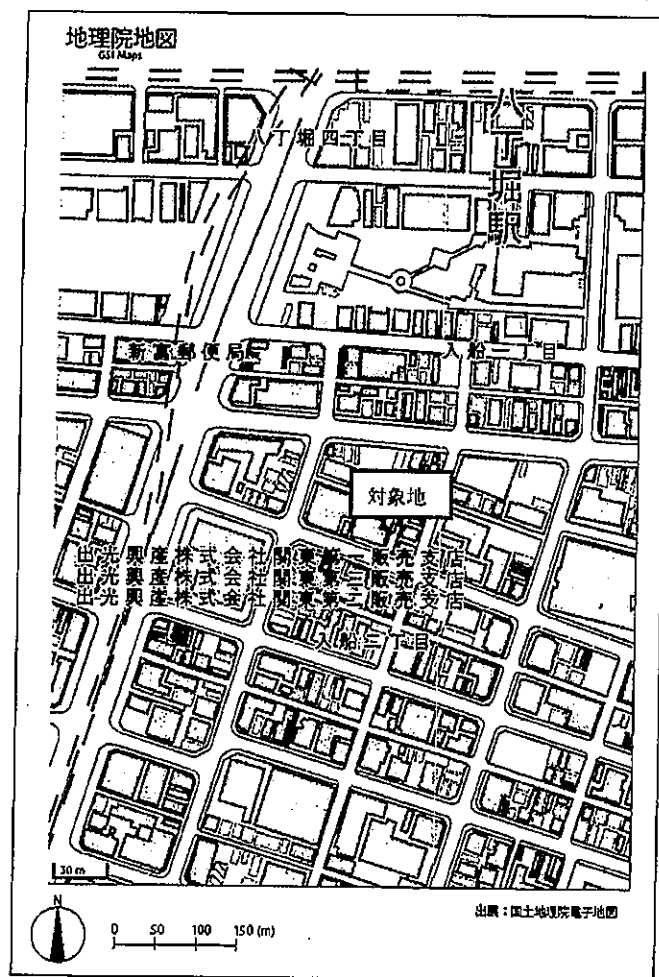 地理院地図
GSI Maps
八丁堀四丁目
八丁堀駅
新富郵便局
入船二丁目
対象地
出光興産株式会社関東第一販売支店
出光興産株式会社関東第三販売支店
出光興産株式会社関東第二販売支店
入船三丁目
30 m
N
0 50 100 150 (m)
出展：国土地理院電子地図